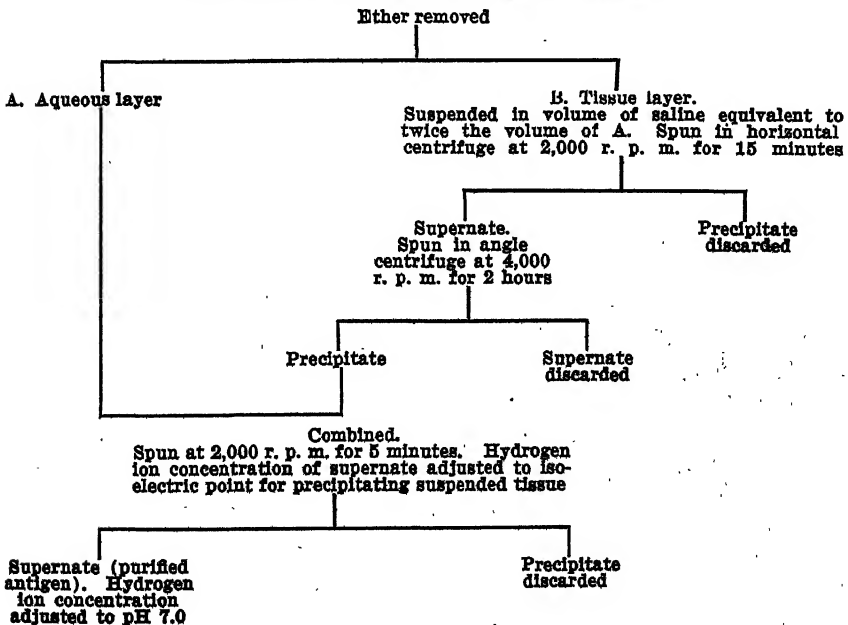 Ether removed
A. Aqueous layer
B. Tissue layer.
Suspended in volume of saline equivalent to
twice the volume of A. Spun in horizontal
centrifuge at 2,000 r. p. m. for 15 minutes
Supernate.
Spun in angle
centrifuge at 4,000
r. p. m. for 2 hours
Precipitate
discarded
Precipitate
Supernate
discarded
Combined.
Spun at 2,000 r. p. m. for 5 minutes. Hydrogen
ion concentration of supernate adjusted to iso-
electric point for precipitating suspended tissue
Supernate (purified
antigen). Hydrogen
ion concentration
adjusted to pH 7.0
Precipitate
discarded